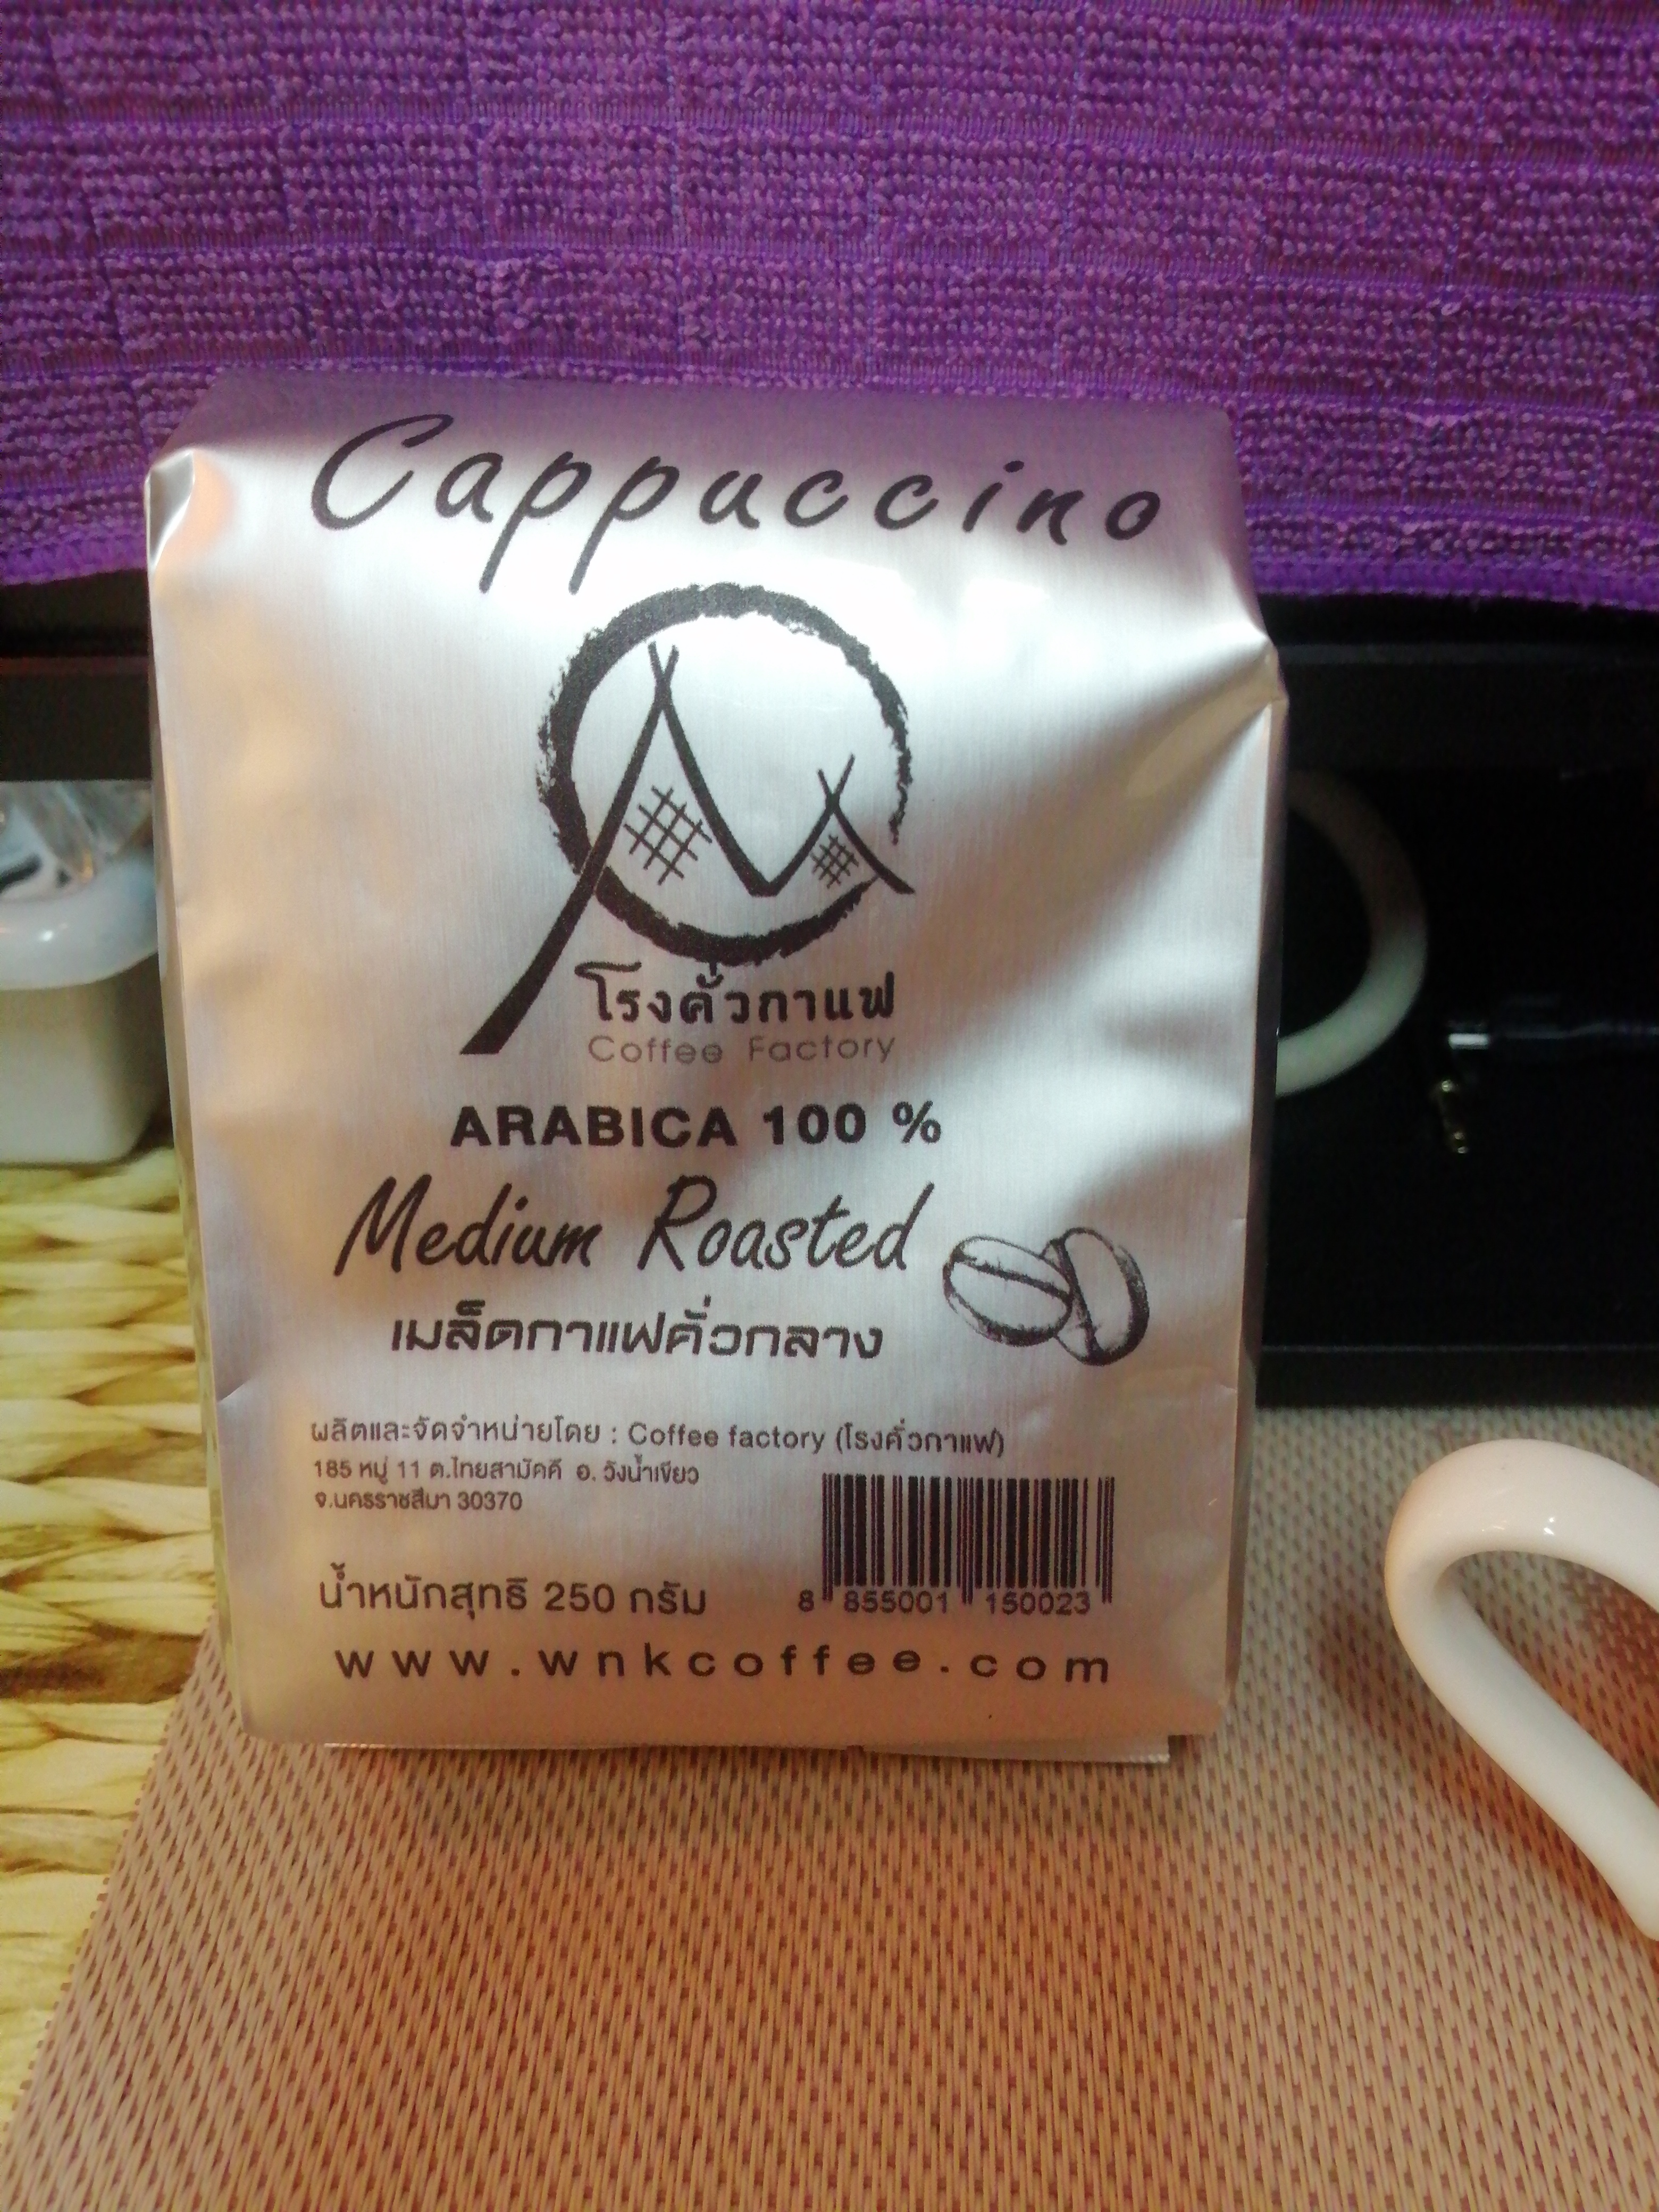 Cappuccino
โรงคั่วกาแฟ
Coffee Factory
ARABICA 100 %
Medium Roasted
เมล็ดกาแฟคั่วกลาง
ผลิตและจัดจำหน่ายโดย : Coffee factory (โรงคั่วกาแฟ)
185 หมู่ 11 ต.ไทยสามัคคี อ. วังน้ำเขียว
จ.นครราชสีมา 30370
น้ำหนักสุทธิ 250 กรัม
8 855001 150023
www.wnkcoffee.com